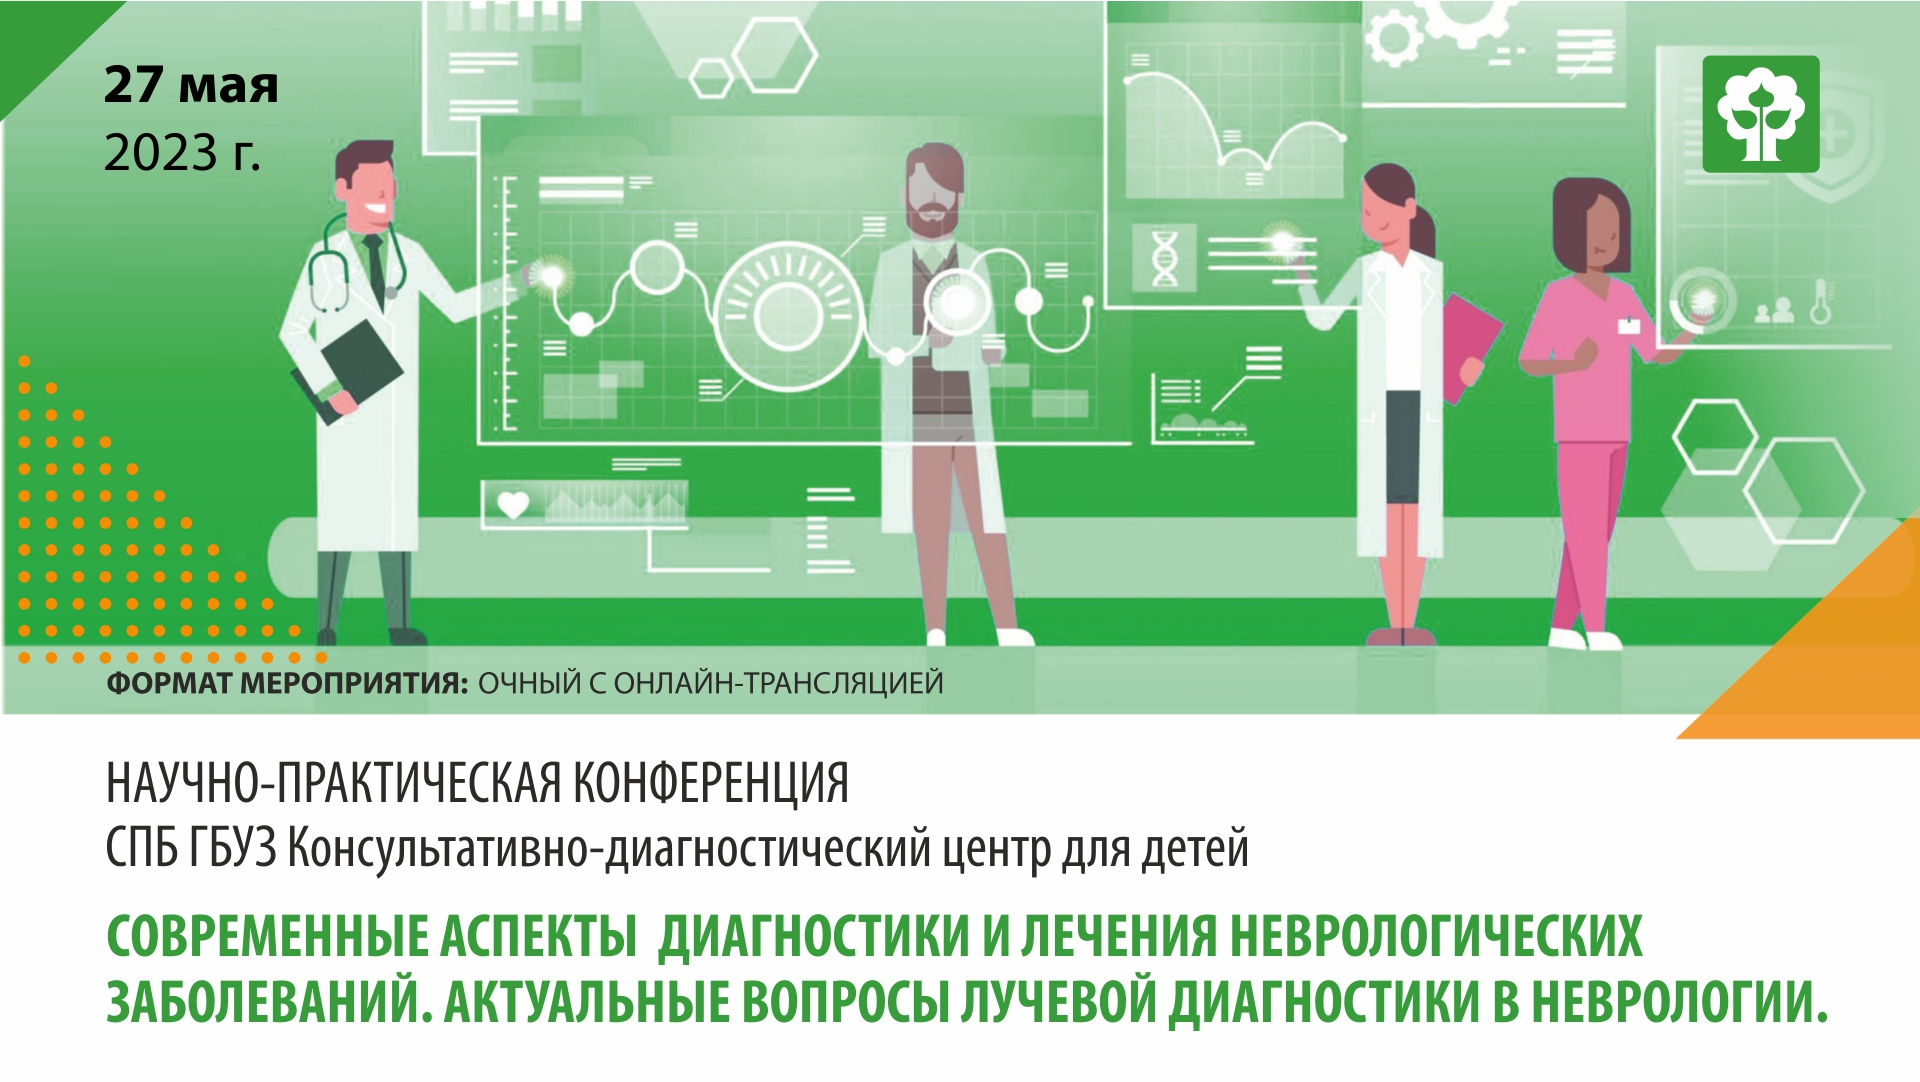 27 мая
2023 г.
ФОРМАТ МЕРОПРИЯТИЯ: ОЧНЫЙ С ОНЛАЙН-ТРАНСЛЯЦИЕЙ
НАУЧНО-ПРАКТИЧЕСКАЯ КОНФЕРЕНЦИЯ
СПБ ГБУЗ Консультативно-диагностический центр для детей
СОВРЕМЕННЫЕ АСПЕКТЫ ДИАГНОСТИКИ И ЛЕЧЕНИЯ НЕВРОЛОГИЧЕСКИХ
ЗАБОЛЕВАНИЙ. АКТУАЛЬНЫЕ ВОПРОСЫ ЛУЧЕВОЙ ДИАГНОСТИКИ В НЕВРОЛОГИИ.